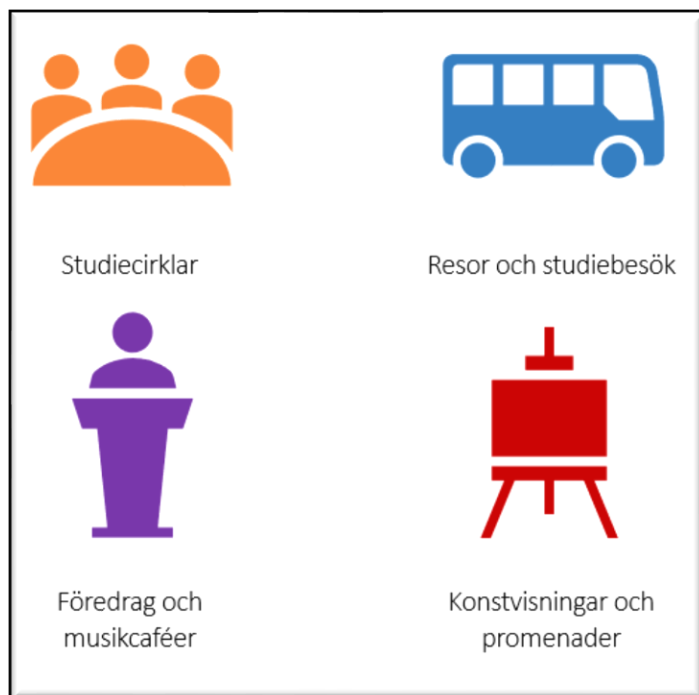 Studiecirklar
Resor och studiebesök
Föredrag och
musikcaféer
Konstvisningar och
promenader